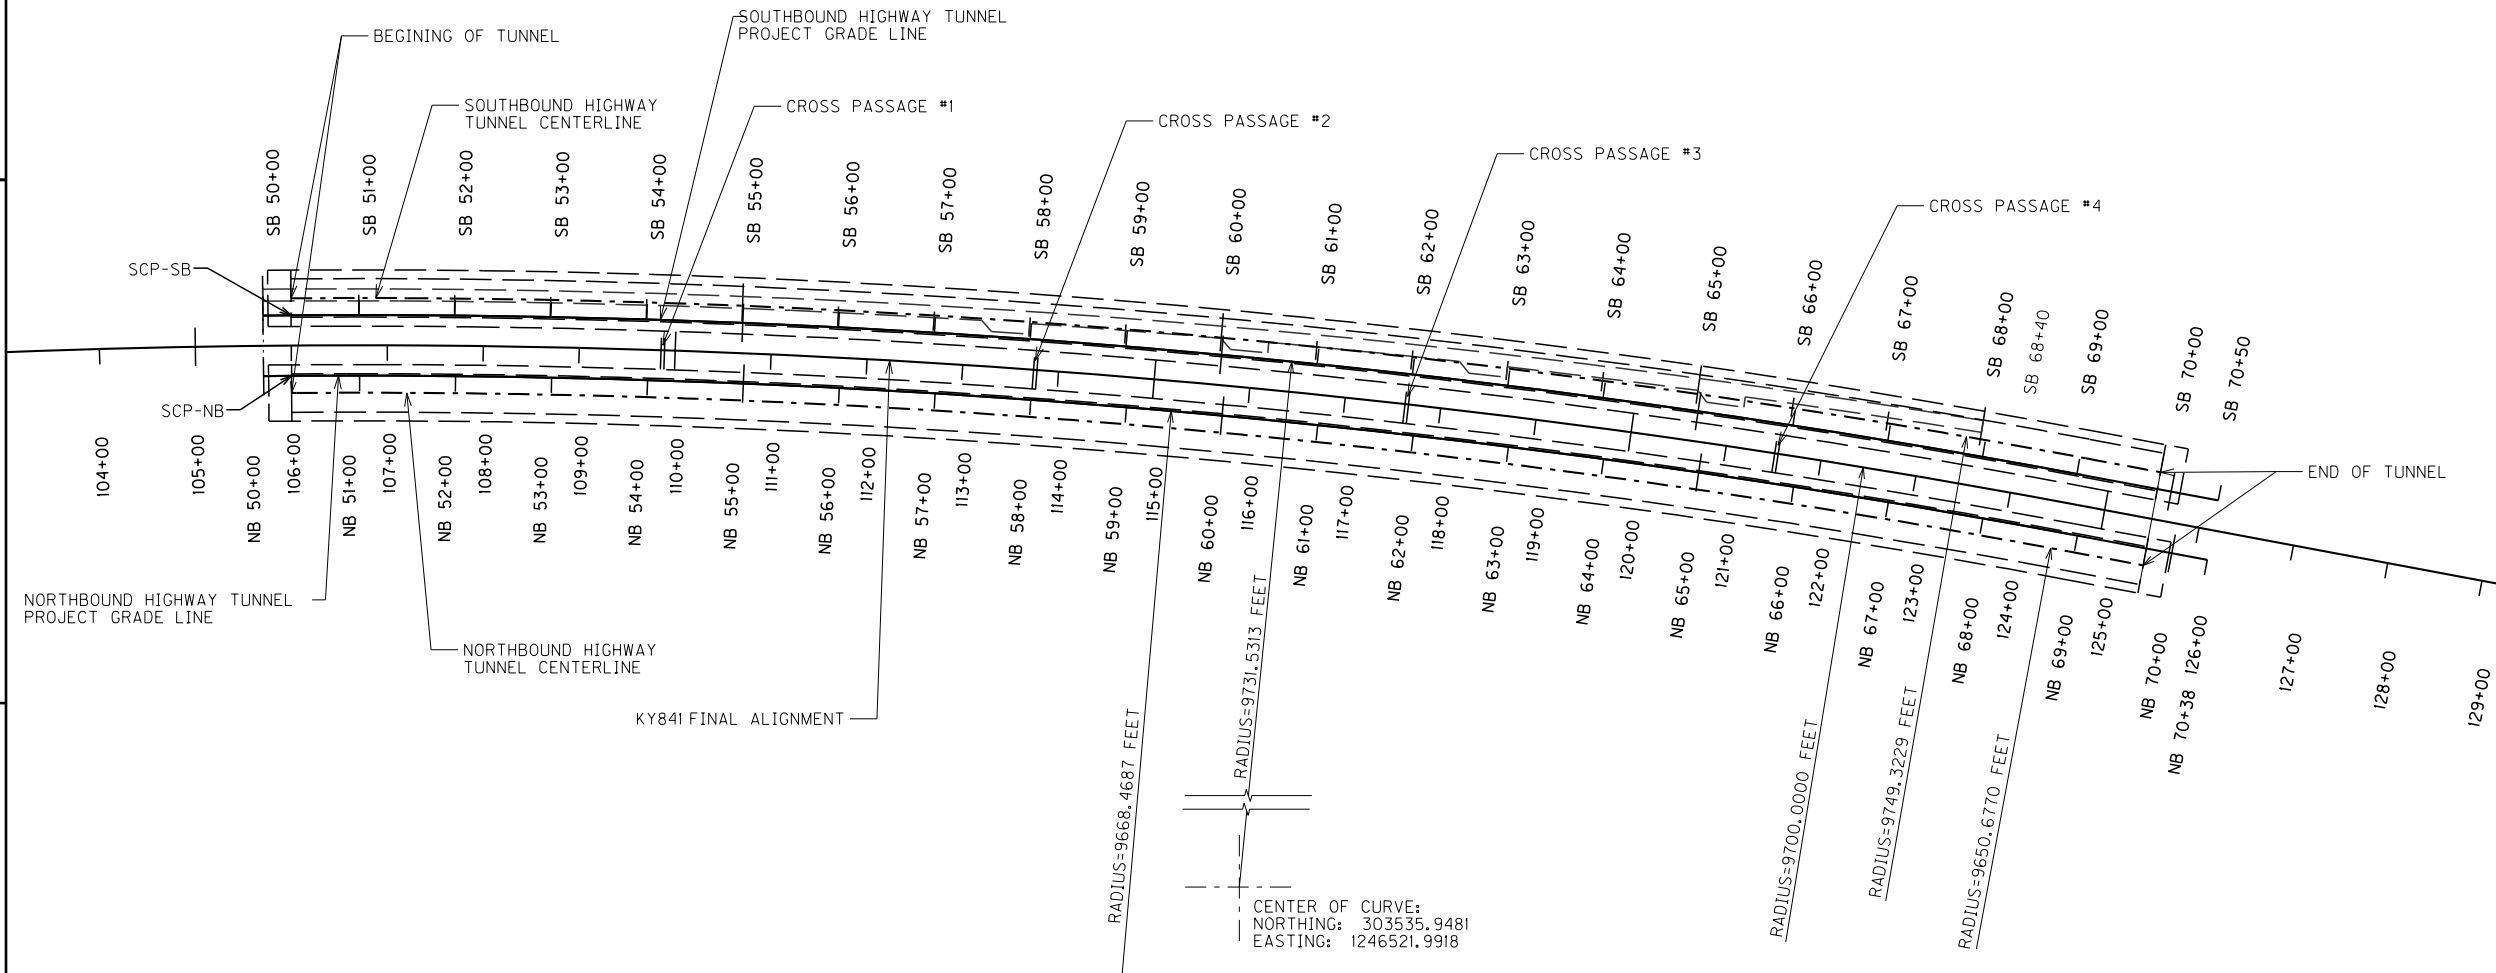 SOUTHBOUND HIGHWAY TUNNEL
PROJECT GRADE LINE
BEGINING OF TUNNEL
SOUTHBOUND HIGHWAY
TUNNEL CENTERLINE
CROSS PASSAGE #1
CROSS PASSAGE #2
CROSS PASSAGE #3
CROSS PASSAGE #4
SB 50+00
SB 51+00
SB 52+00
SB 53+00
SB 54+00
SB 55+00
SB 56+00
SB 57+00
SB 58+00
SB 59+00
SB 60+00
SB 61+00
SB 62+00
SB 63+00
SB 64+00
SB 65+00
SB 66+00
SB 67+00
SB 68+00
SB 68+40
SB 69+00
SB 70+00
SB 70+50
SCP-SB
SCP-NB
END OF TUNNEL
104+00
105+00
NB 50+00
106+00
NB 51+00
107+00
NB 52+00
108+00
NB 53+00
109+00
NB 54+00
110+00
NB 55+00
111+00
NB 56+00
112+00
NB 57+00
113+00
NB 58+00
114+00
NB 59+00
115+00
NB 60+00
116+00
NB 61+00
117+00
NB 62+00
118+00
NB 63+00
119+00
NB 64+00
120+00
NB 65+00
121+00
NB 66+00
122+00
NB 67+00
123+00
NB 68+00
124+00
NB 69+00
125+00
NB 70+00
NB 70+38
126+00
127+00
128+00
129+00
NORTHBOUND HIGHWAY TUNNEL
PROJECT GRADE LINE
NORTHBOUND HIGHWAY
TUNNEL CENTERLINE
KY841 FINAL ALIGNMENT
RADIUS=9668.4687 FEET
RADIUS=9731.5313 FEET
RADIUS=9700.0000 FEET
RADIUS=9749.3229 FEET
RADIUS=9650.6770 FEET
CENTER OF CURVE:
NORTHING: 303535.9481
EASTING: 1246521.9918